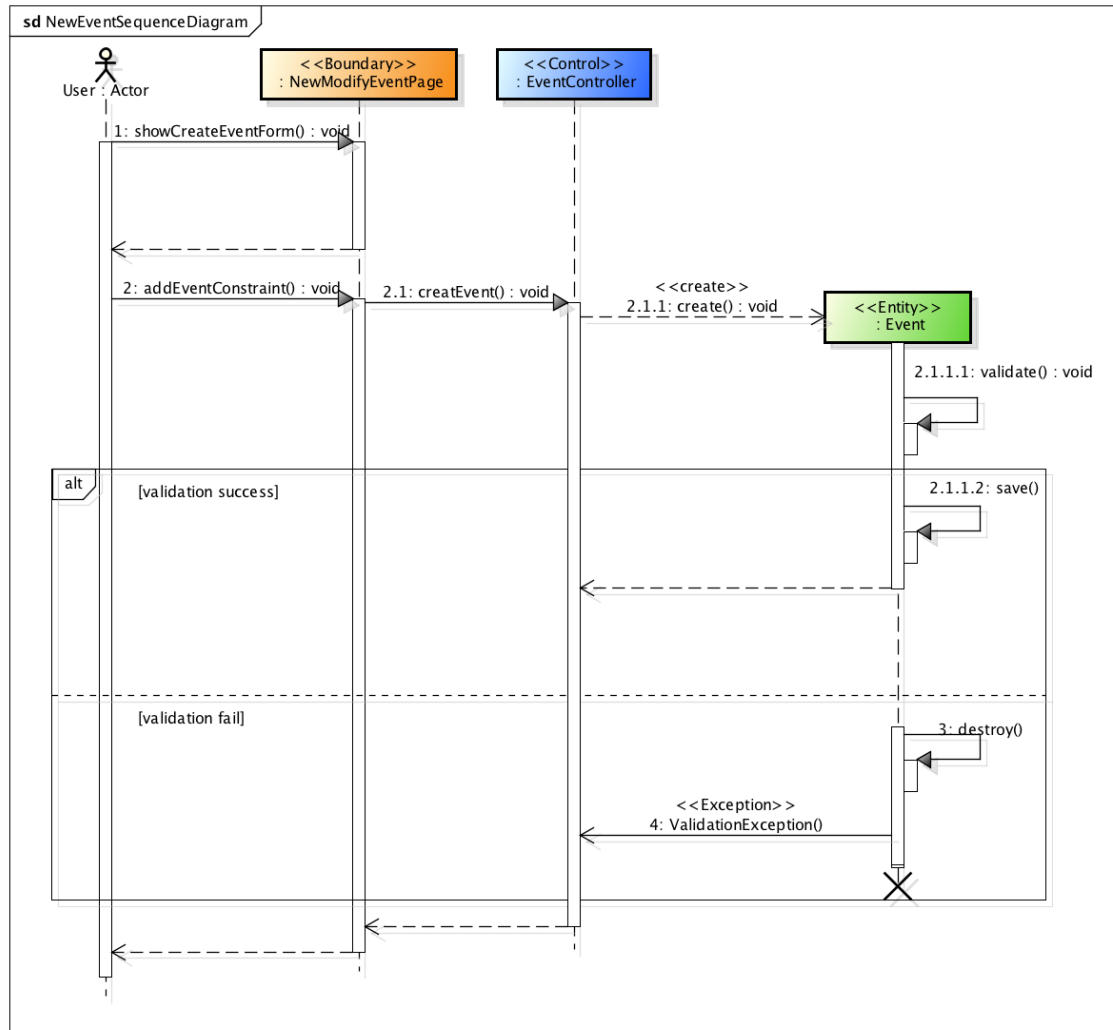 sd NewEventSequenceDiagram
User : Actor
<<Boundary>>
: NewModifyEventPage
<<Control>>
: EventController
1: showCreateEventForm() : void
2: addEventConstraint() : void
2.1: creatEvent() : void
<<create>>
2.1.1: create() : void
<<Entity>>
: Event
2.1.1.1: validate() : void
alt
[validation success]
2.1.1.2: save()
[validation fail]
3: destroy()
<<Exception>>
4: ValidationException()